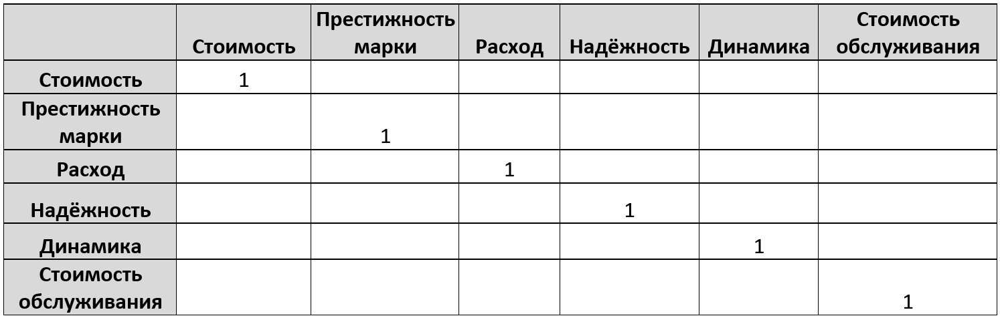 Стоимость Престижность марки Расход Надёжность Динамика Стоимость обслуживания
Стоимость 1
Престижность
марки 1
Расход 1
Надёжность 1
Динамика 1
Стоимость
обслуживания 1